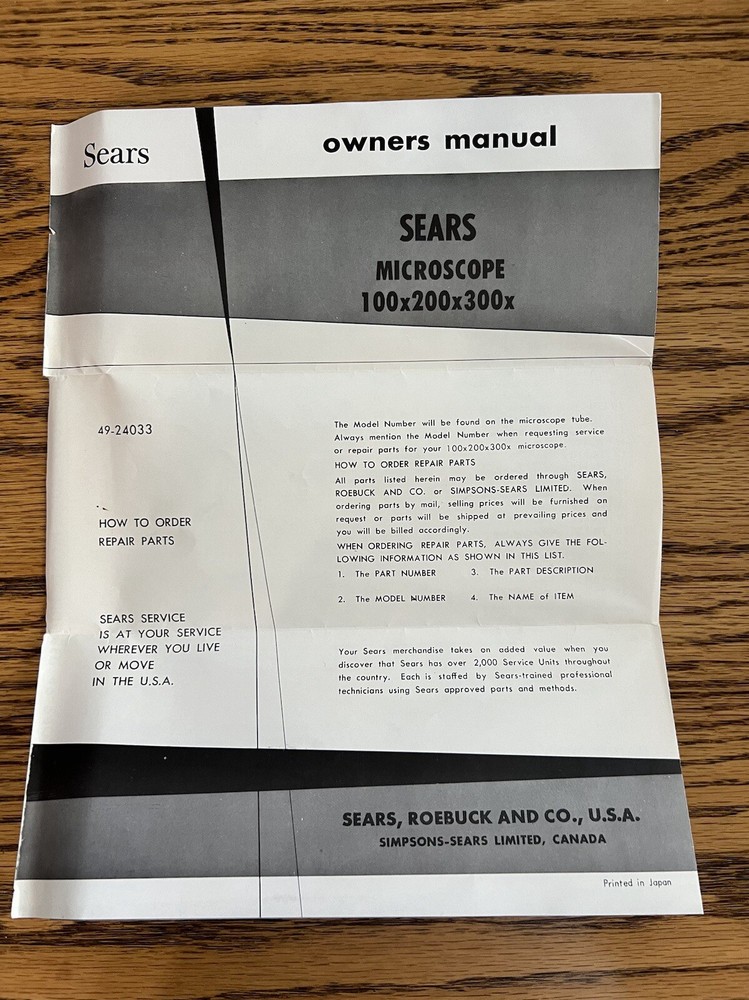 Sears
owners manual
SEARS
MICROSCOPE
100x200x300x
49-24033
The Model Number will be found on the microscope tube.
Always mention the Model Number when requesting service
or repair parts for your 100x200x300x microscope.
HOW TO ORDER REPAIR PARTS
All parts listed herein may be ordered through SEARS,
ROEBUCK AND CO. or SIMPSONS-SEARS LIMITED. When
ordering parts by mail, selling prices will be furnished on
request or parts will be shipped at prevailing prices and
you will be billed accordingly.
WHEN ORDERING REPAIR PARTS, ALWAYS GIVE THE FOL-
LOWING INFORMATION AS SHOWN IN THIS LIST.
1. The PART NUMBER 3. The PART DESCRIPTION
2. The MODEL NUMBER 4. The NAME of ITEM
HOW TO ORDER
REPAIR PARTS
SEARS SERVICE
IS AT YOUR SERVICE
WHEREVER YOU LIVE
OR MOVE
IN THE U.S.A.
Your Sears merchandise takes on added value when you
discover that Sears has over 2,000 Service Units throughout
the country. Each is staffed by Sears-trained professional
technicians using Sears approved parts and methods.
SEARS, ROEBUCK AND CO., U.S.A.
SIMPSONS-SEARS LIMITED, CANADA
Printed in Japan